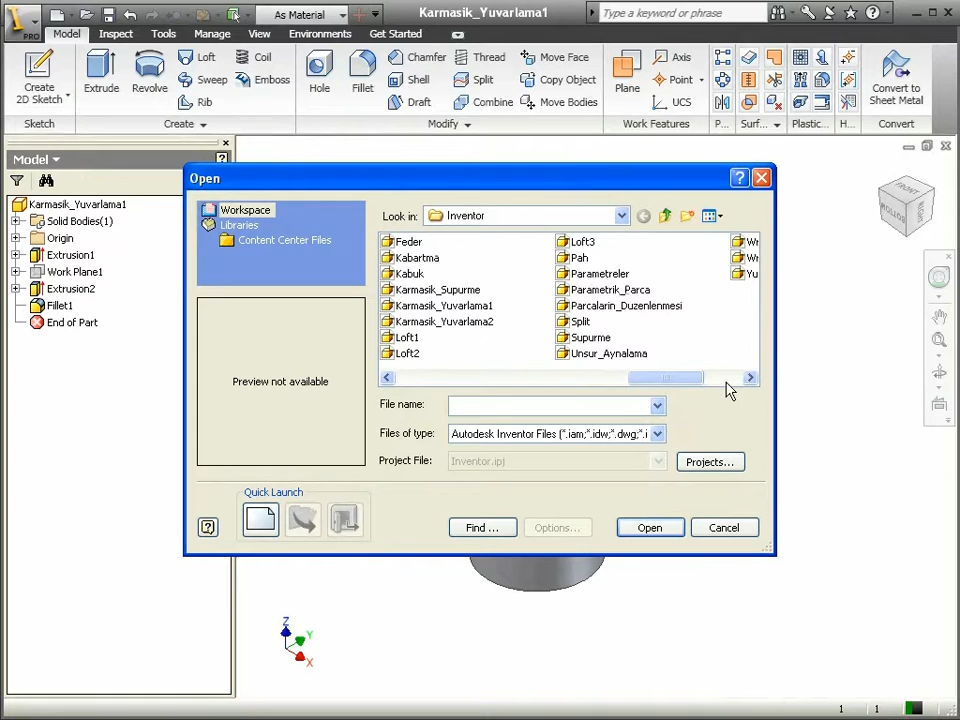 PRO
As Material
Karmasik_Yuvarlama1
Type a keyword or phrase
Model
Inspect
Tools
Manage
View
Environments
Get Started
Create
2D Sketch
Extrude
Revolve
Loft
Sweep
Rib
Coil
Emboss
Hole
Fillet
Chamfer
Shell
Draft
Thread
Split
Combine
Move Face
Copy Object
Move Bodies
Plane
Axis
Point
UCS
Convert to
Sheet Metal
Sketch
Create
Modify
Work Features
P...
Surf...
Plastic...
H...
Convert
Model
Karmasik_Yuvarlama1
Solid Bodies(1)
Origin
Extrusion1
Work Plane1
Extrusion2
Fillet1
End of Part
Open
Workspace
Libraries
Content Center Files
Look in:
Inventor
Feder
Kabartma
Kabuk
Karmasik_Supurme
Karmasik_Yuvarlama1
Karmasik_Yuvarlama2
Loft1
Loft2
Loft3
Pah
Parametreler
Parametrik_Parca
Parcalarin_Duzenlenmesi
Split
Supurme
Unsur_Aynalama
Wr
Wr
Yu
Preview not available
File name:
Files of type:
Autodesk Inventor Files (*.iam;*.idw;*.dwg;*.i
Project File:
Inventor.ipj
Projects...
Quick Launch
Find ...
Options...
Open
Cancel
FRONT
RIGHT
Z
Y
X
1
1